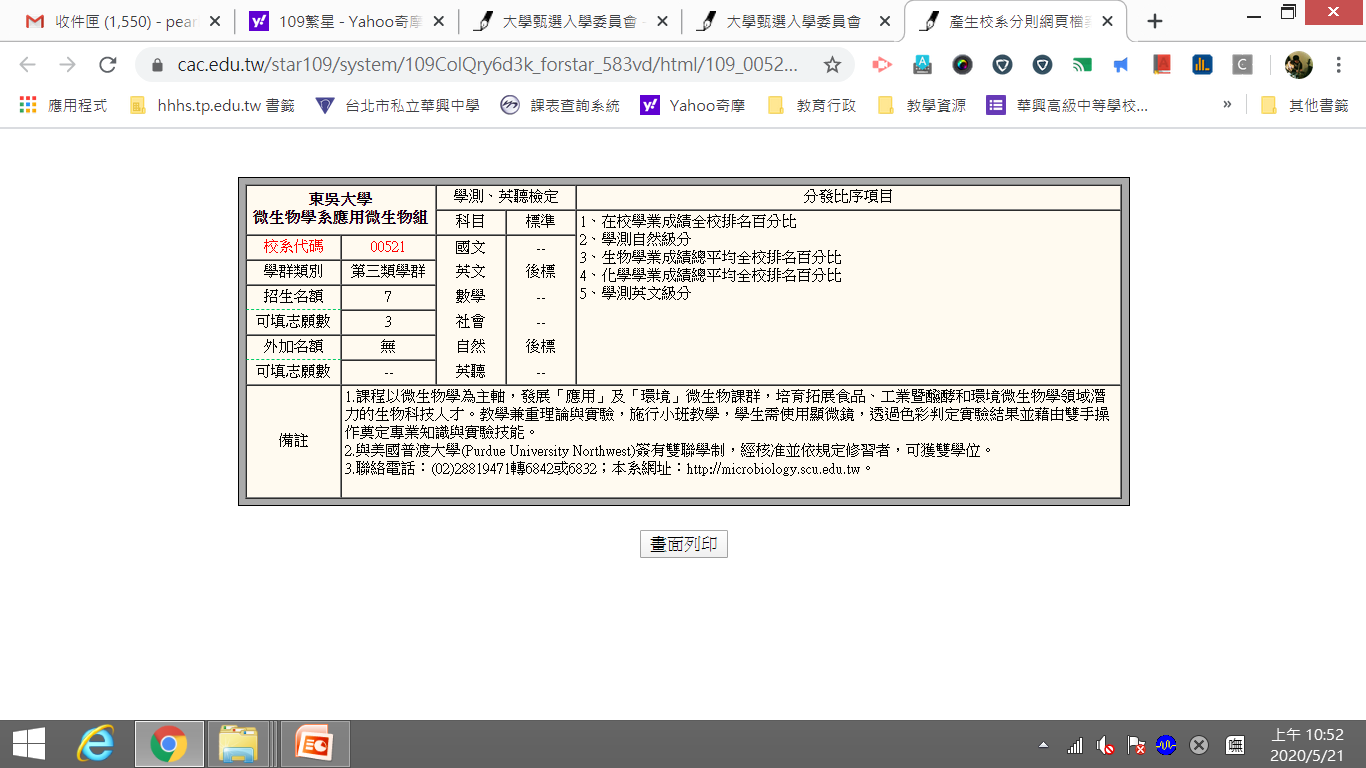 收件匣 (1,550) - pear
109繁星 - Yahoo奇摩
大學甄選入學委員會 -
大學甄選入學委員會
產生校系分則網頁檔
cac.edu.tw/star109/system/109ColQry6d3k_forstar_583vd/html/109_0052...
應用程式
hhhs.tp.edu.tw 書籤
台北市私立華興中學
課表查詢系統
Yahoo奇摩
教育行政
教學資源
華興高級中等學校...
»
其他書籤
東吳大學
微生物學系應用微生物組
學測、英聽檢定
分發比序項目
科目 標準
校系代碼 00521
學群類別 第三類學群
招生名額 7
可填志願數 3
外加名額 無
可填志願數 --
國文 --
英文 後標
數學 --
社會 --
自然 後標
英聽 --
1、在校學業成績全校排名百分比
2、學測自然級分
3、生物學業成績總平均全校排名百分比
4、化學學業成績總平均全校排名百分比
5、學測英文級分
備註
1.課程以微生物學為主軸，發展「應用」及「環境」微生物課群，培育拓展食品、工業暨醱酵和環境微生物學領域潛
力的生物科技人才。教學兼重理論與實驗，施行小班教學，學生需使用顯微鏡，透過色彩判定實驗結果並藉由雙手操
作奠定專業知識與實驗技能。
2.與美國普渡大學(Purdue University Northwest)簽有雙聯學制，經核准並依規定修習者，可獲雙學位。
3.聯絡電話：(02)28819471轉6842或6832；本系網址：http://microbiology.scu.edu.tw。
畫面列印
上午 10:52
2020/5/21